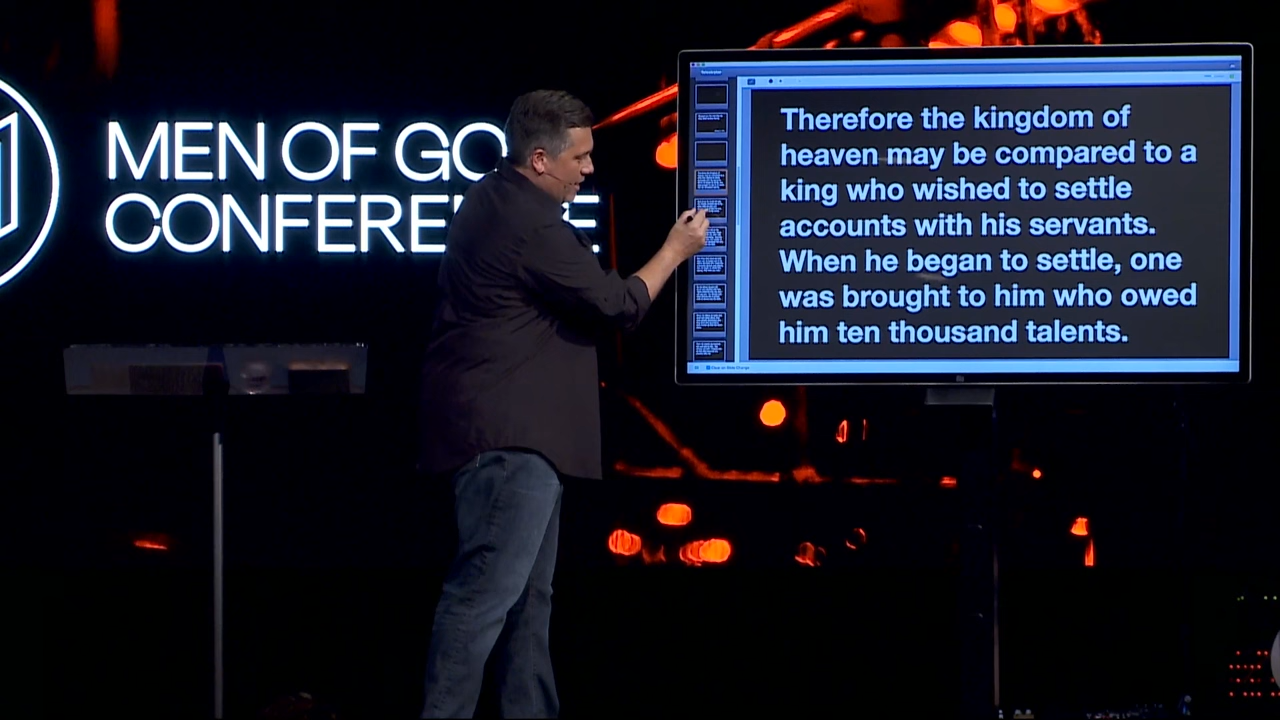 MEN OF GO
CONFERE E
Therefore the kingdom of
heaven may be compared to a
king who wished to settle
accounts with his servants.
When he began to settle, one
was brought to him who owed
him ten thousand talents.